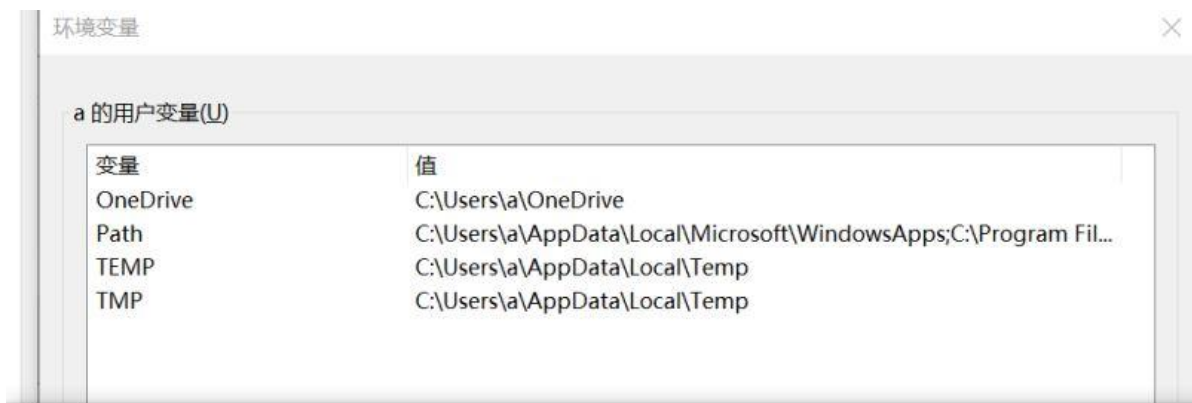 环境变量
a 的用户变量(U)
变量 值
OneDrive C:\Users\a\OneDrive
Path C:\Users\a\AppData\Local\Microsoft\WindowsApps;C:\Program Fil...
TEMP C:\Users\a\AppData\Local\Temp
TMP C:\Users\a\AppData\Local\Temp